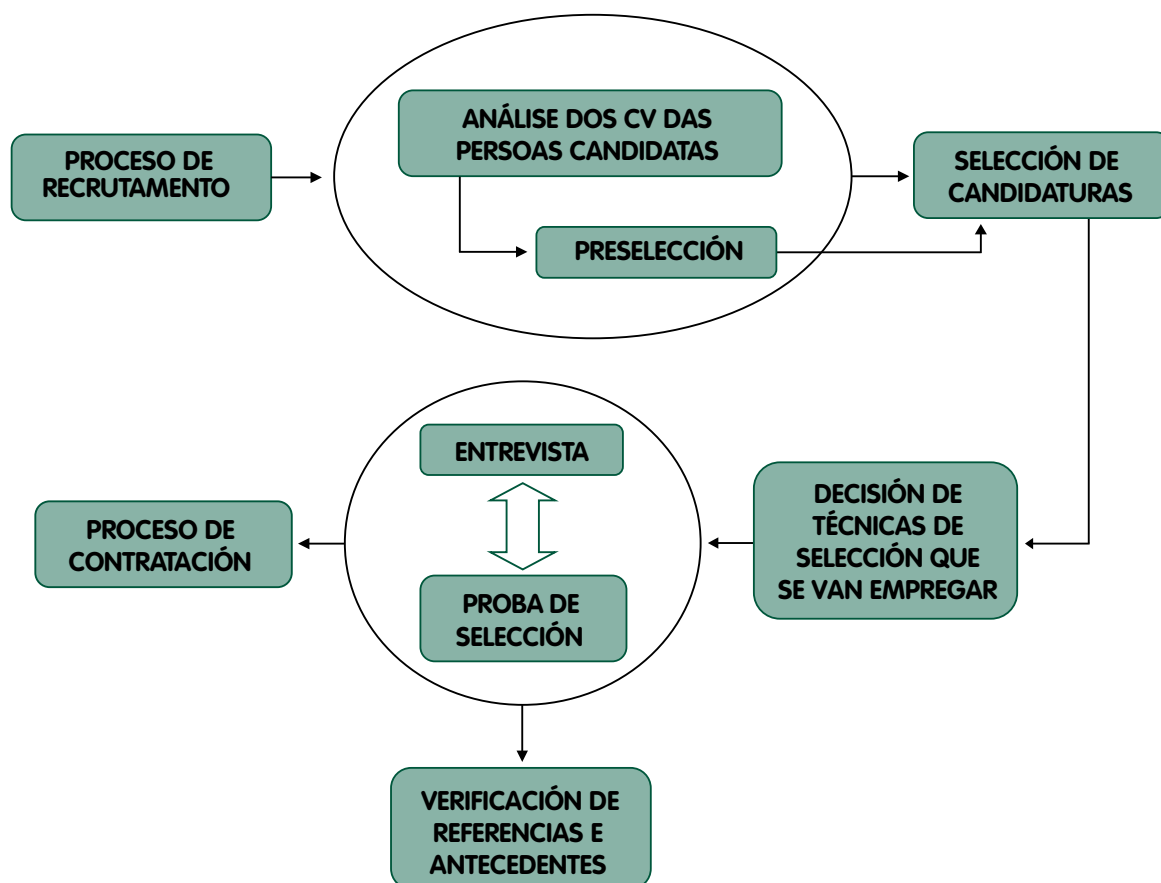 PROCESO DE
RECRUTAMENTO
ANÁLISE DOS CV DAS
PERSOAS CANDIDATAS
PRESELECCIÓN
SELECCIÓN DE
CANDIDATURAS
DECISIÓN DE
TÉCNICAS DE
SELECCIÓN QUE
SE VAN EMPREGAR
ENTREVISTA
PROBA DE
SELECCIÓN
PROCESO DE
CONTRATACIÓN
VERIFICACIÓN DE
REFERENCIAS E
ANTECEDENTES